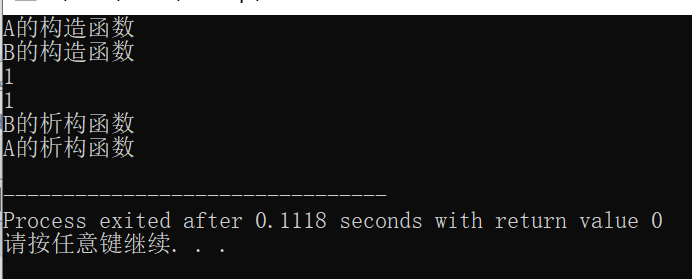 A的构造函数
B的构造函数
1
1
B的析构函数
A的析构函数
--------------------------------
Process exited after 0.1118 seconds with return value 0
请按任意键继续. . .